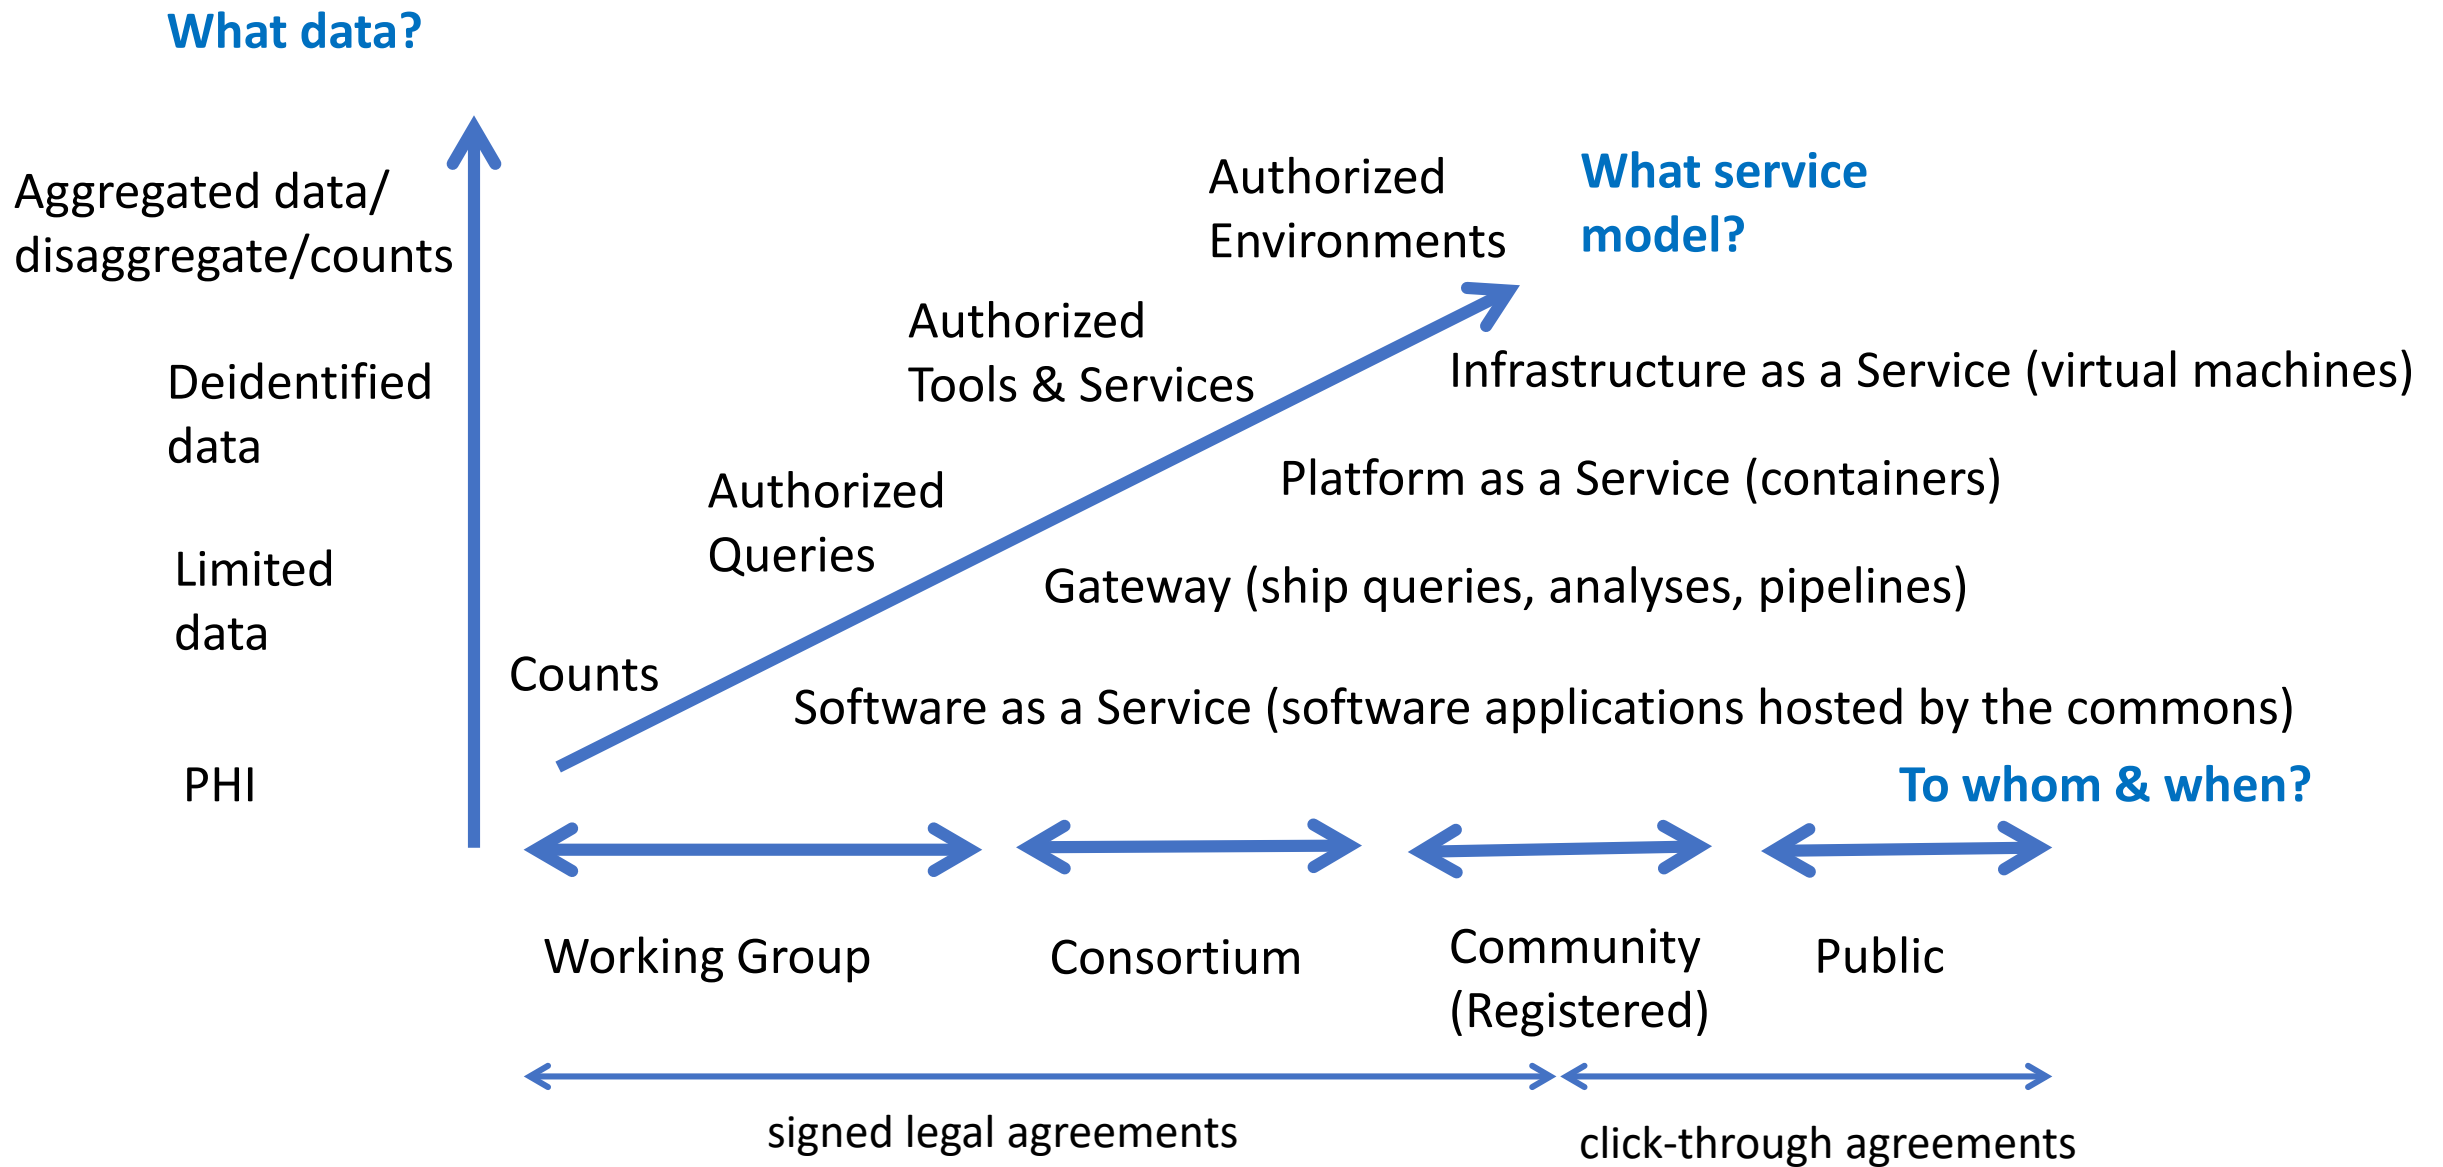 What data?
Aggregated data/
disaggregate/counts
Deidentified
data
Limited
data
PHI
Authorized
Environments
Authorized
Tools & Services
Authorized
Queries
Counts
What service
model?
Infrastructure as a Service (virtual machines)
Platform as a Service (containers)
Gateway (ship queries, analyses, pipelines)
Software as a Service (software applications hosted by the commons)
To whom & when?
Working Group
Consortium
Community
(Registered)
Public
signed legal agreements
click-through agreements